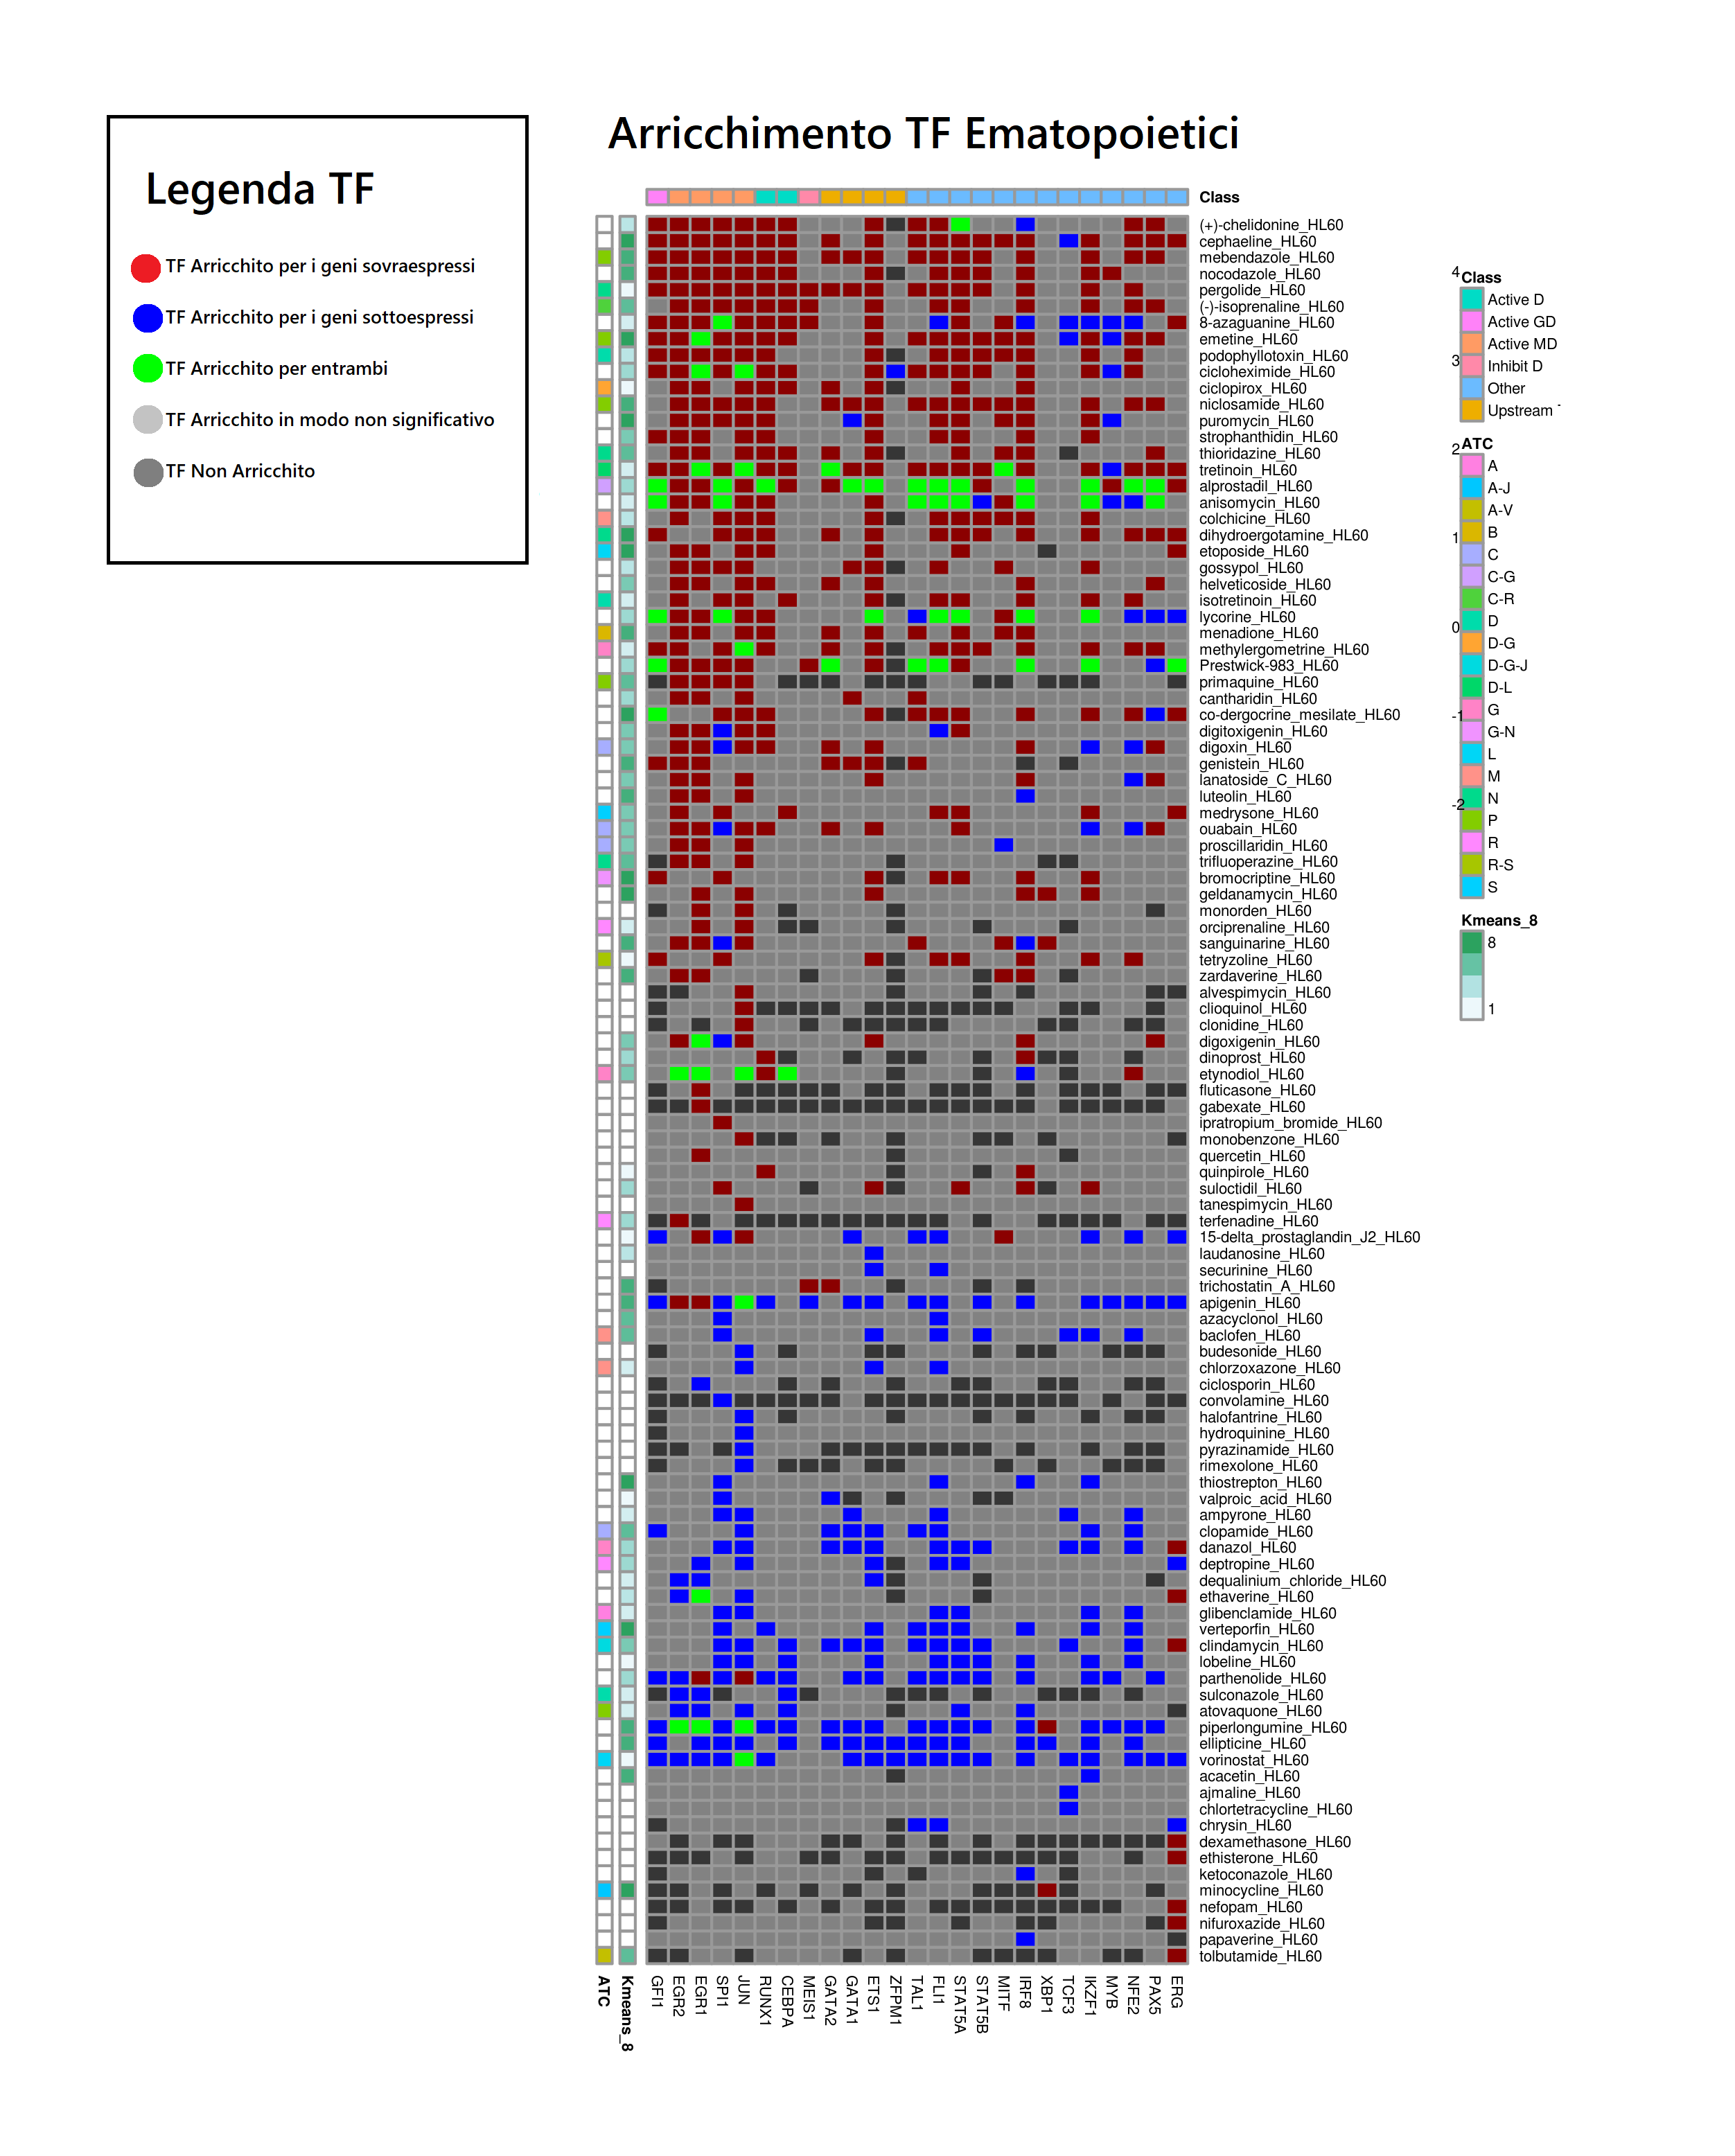 Arricchimento TF Ematopoietici
Legenda TF
TF Arricchito per i geni sovraespressi
TF Arricchito per i geni sottoespressi
TF Arricchito per entrambi
TF Arricchito in modo non significativo
TF Non Arricchito
Class
(+)-chelidonine_HL60
cephaeline_HL60
mebendazole_HL60
nocodazole_HL60
pergolide_HL60
(-)-isoprenaline_HL60
8-azaguanine_HL60
emetine_HL60
podophyllotoxin_HL60
cicloheximide_HL60
ciclopirox_HL60
niclosamide_HL60
puromycin_HL60
strophanthidin_HL60
thioridazine_HL60
tretinoin_HL60
alprostadil_HL60
anisomycin_HL60
colchicine_HL60
dihydroergotamine_HL60
etoposide_HL60
gossypol_HL60
helveticoside_HL60
isotretinoin_HL60
lycorine_HL60
menadione_HL60
methylergometrine_HL60
Prestwick-983_HL60
primaquine_HL60
cantharidin_HL60
co-dergocrine_mesilate_HL60
digitoxigenin_HL60
digoxin_HL60
genistein_HL60
lanatoside_C_HL60
luteolin_HL60
medrysone_HL60
ouabain_HL60
proscillaridin_HL60
trifluoperazine_HL60
bromocriptine_HL60
geldanamycin_HL60
monorden_HL60
orciprenaline_HL60
sanguinarine_HL60
tetryzoline_HL60
zardaverine_HL60
alvespimycin_HL60
clioquinol_HL60
clonidine_HL60
digoxigenin_HL60
dinoprost_HL60
etynodiol_HL60
fluticasone_HL60
gabexate_HL60
ipratropium_bromide_HL60
monobenzone_HL60
quercetin_HL60
quinpirole_HL60
suloctidil_HL60
tanespimycin_HL60
terfenadine_HL60
15-delta_prostaglandin_J2_HL60
laudanosine_HL60
securinine_HL60
trichostatin_A_HL60
apigenin_HL60
azacyclonol_HL60
baclofen_HL60
budesonide_HL60
chlorzoxazone_HL60
ciclosporin_HL60
convolamine_HL60
halofantrine_HL60
hydroquinine_HL60
pyrazinamide_HL60
rimexolone_HL60
thiostrepton_HL60
valproic_acid_HL60
ampyrone_HL60
clopamide_HL60
danazol_HL60
deptropine_HL60
dequalinium_chloride_HL60
ethaverine_HL60
glibenclamide_HL60
verteporfin_HL60
clindamycin_HL60
lobeline_HL60
parthenolide_HL60
sulconazole_HL60
atovaquone_HL60
piperlongumine_HL60
ellipticine_HL60
vorinostat_HL60
acacetin_HL60
ajmaline_HL60
chlortetracycline_HL60
chrysin_HL60
dexamethasone_HL60
ethisterone_HL60
ketoconazole_HL60
minocycline_HL60
nefopam_HL60
nifuroxazide_HL60
papaverine_HL60
tolbutamide_HL60
ATC
Kmeans_8
GFI1
EGR2
EGR1
SPI1
JUN
RUNX1
CEBPA
MEIS1
GATA2
GATA1
ETS1
ZFPM1
TAL1
FLI1
STAT5A
STAT5B
MITF
IRF8
XBP1
TCF3
IKZF1
MYB
NFE2
PAX5
ERG
4
3
2
1
0
-1
-2
Class
Active D
Active GD
Active MD
Inhibit D
Other
Upstream
ATC
A
A-J
A-V
B
C
C-G
C-R
D
D-G
D-G-J
D-L
G
G-N
L
M
N
P
R
R-S
S
Kmeans_8
8
1